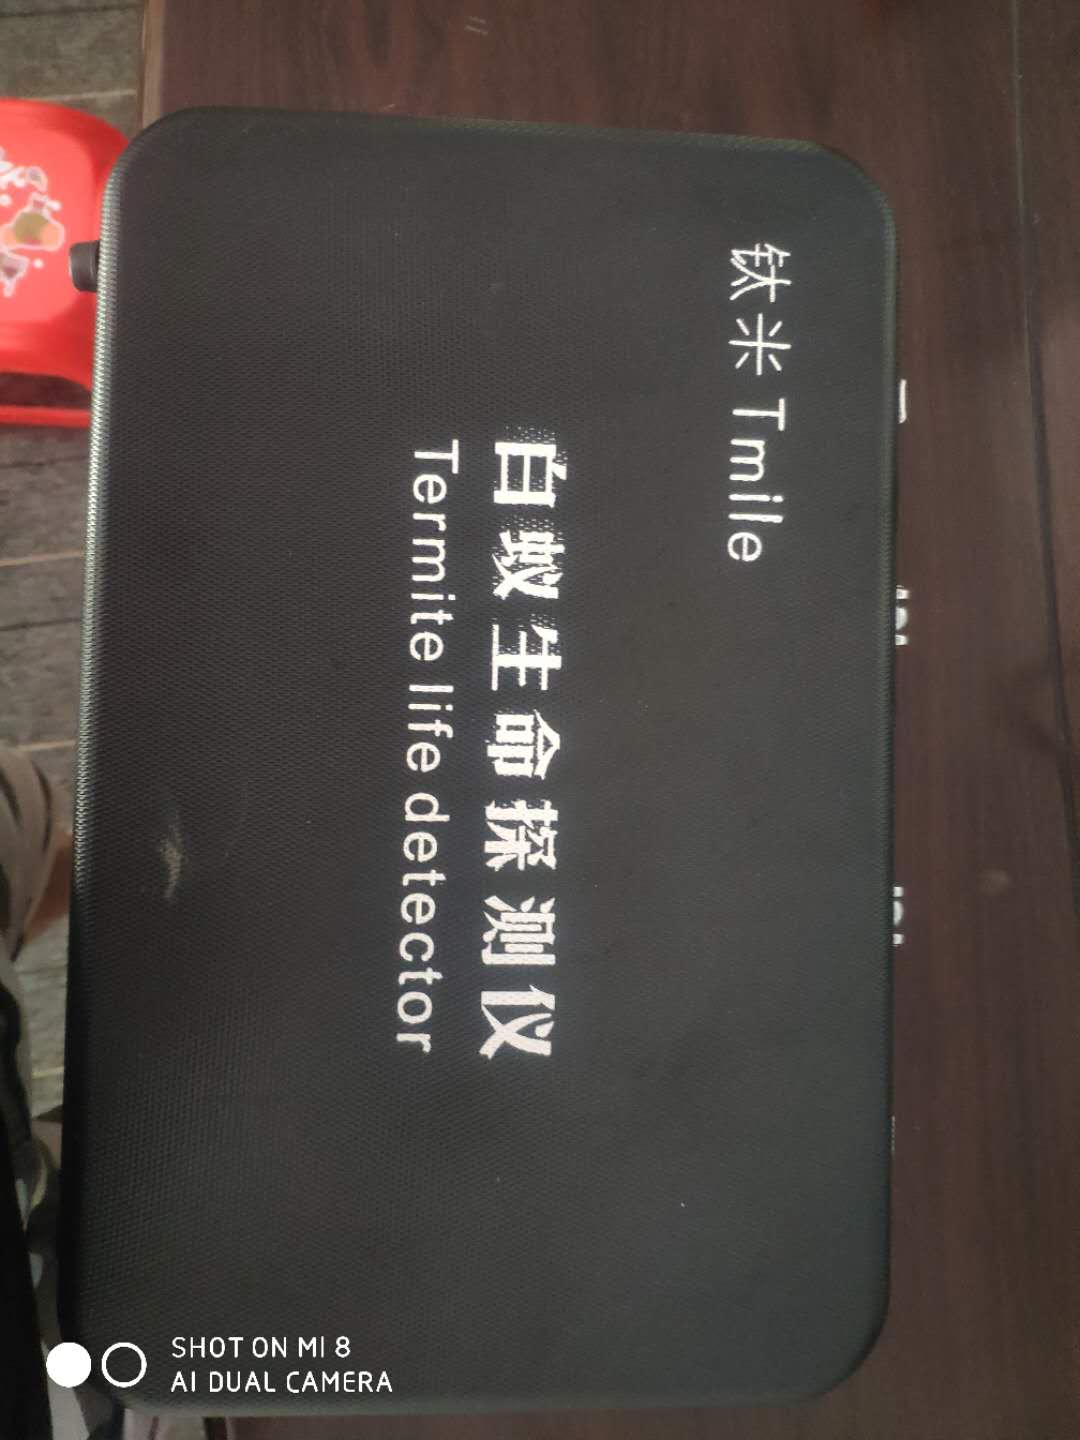 钛米 Tmile
白蚁生命探测仪
Termite life detector
SHOT ON MI 8
AI DUAL CAMERA